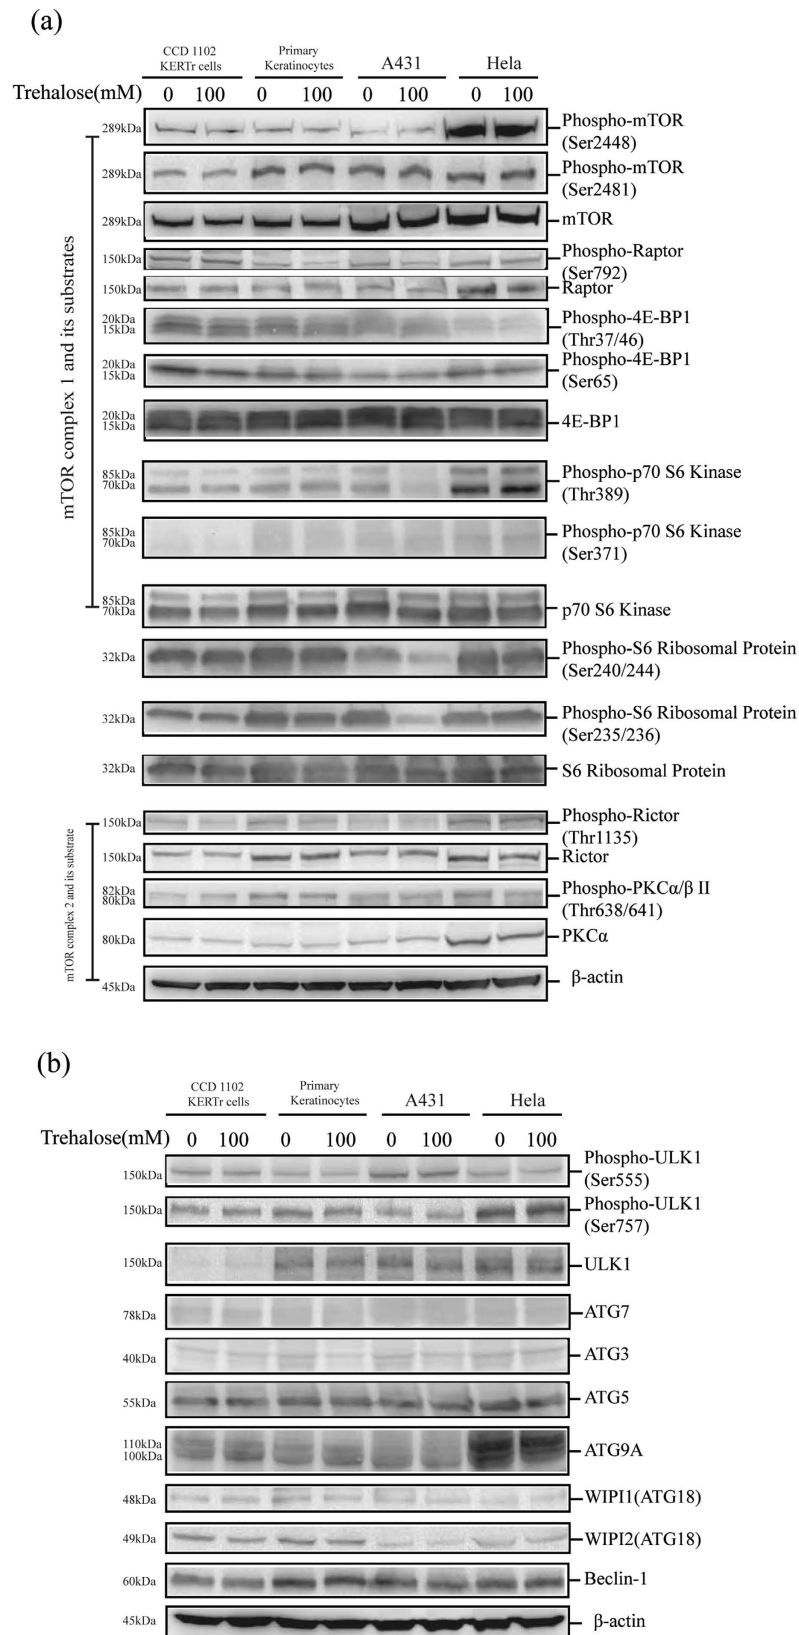 (a)
CCD 1102 KERTr cells
Primary Keratinocytes
A431
Hela
Trehalose(mM) 0 100 0 100 0 100 0 100
mTOR complex 1 and its substrates
289kDa Phospho-mTOR (Ser2448)
289kDa Phospho-mTOR (Ser2481)
289kDa mTOR
150kDa Phospho-Raptor (Ser792)
150kDa Raptor
20kDa
15kDa
Phospho-4E-BP1 (Thr37/46)
20kDa
15kDa
Phospho-4E-BP1 (Ser65)
20kDa
15kDa
4E-BP1
85kDa
70kDa
Phospho-p70 S6 Kinase (Thr389)
85kDa
70kDa
Phospho-p70 S6 Kinase (Ser371)
85kDa
70kDa
p70 S6 Kinase
32kDa Phospho-S6 Ribosomal Protein (Ser240/244)
32kDa Phospho-S6 Ribosomal Protein (Ser235/236)
32kDa S6 Ribosomal Protein
mTOR complex 2 and its substrate
150kDa Phospho-Rictor (Thr1135)
150kDa Rictor
82kDa
80kDa
Phospho-PKCα/β II (Thr638/641)
80kDa PKCα
45kDa β-actin
(b)
CCD 1102 KERTr cells
Primary Keratinocytes
A431
Hela
Trehalose(mM) 0 100 0 100 0 100 0 100
150kDa Phospho-ULK1 (Ser555)
150kDa Phospho-ULK1 (Ser757)
150kDa ULK1
78kDa ATG7
40kDa ATG3
55kDa ATG5
110kDa
100kDa
ATG9A
48kDa WIPI1(ATG18)
49kDa WIPI2(ATG18)
60kDa Beclin-1
45kDa β-actin